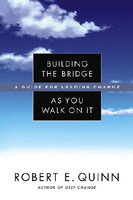 BUILDING
THE BRIDGE
A GUIDE FOR LEADING CHANGE
AS YOU
WALK ON IT
ROBERT E. QUINN
AUTHOR OF DEEP CHANGE